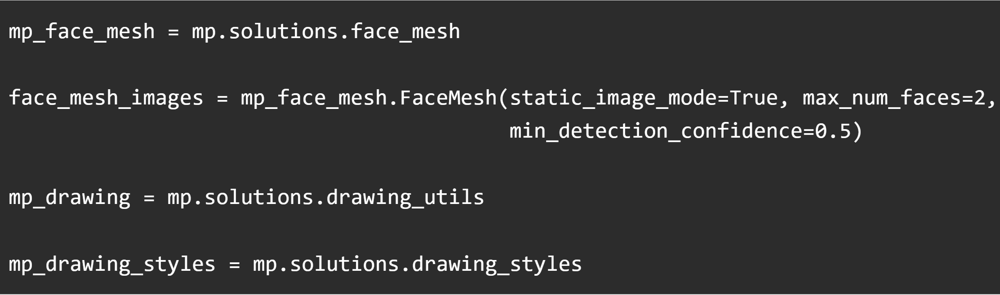 mp_face_mesh = mp.solutions.face_mesh
face_mesh_images = mp_face_mesh.FaceMesh(static_image_mode=True, max_num_faces=2,
min_detection_confidence=0.5)
mp_drawing = mp.solutions.drawing_utils
mp_drawing_styles = mp.solutions.drawing_styles